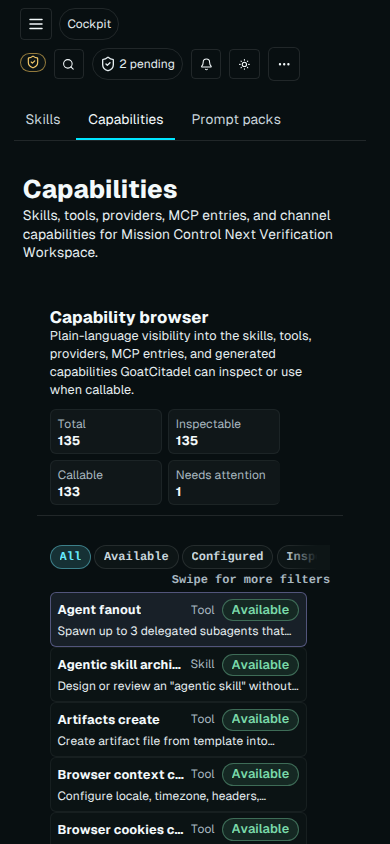 Cockpit
2 pending
Skills Capabilities Prompt packs
Capabilities
Skills, tools, providers, MCP entries, and channel
capabilities for Mission Control Next Verification
Workspace.
Capability browser
Plain-language visibility into the skills, tools,
providers, MCP entries, and generated
capabilities GoatCitadel can inspect or use
when callable.
Total Inspectable
135 135
Callable Needs attention
133 1
All Available Configured Insp
Swipe for more filters
Agent fanout Tool Available
Spawn up to 3 delegated subagents that...
Agentic skill archi... Skill Available
Design or review an "agentic skill" without...
Artifacts create Tool Available
Create artifact file from template into...
Browser context c... Tool Available
Configure locale, timezone, headers,...
Browser cookies c... Tool Available